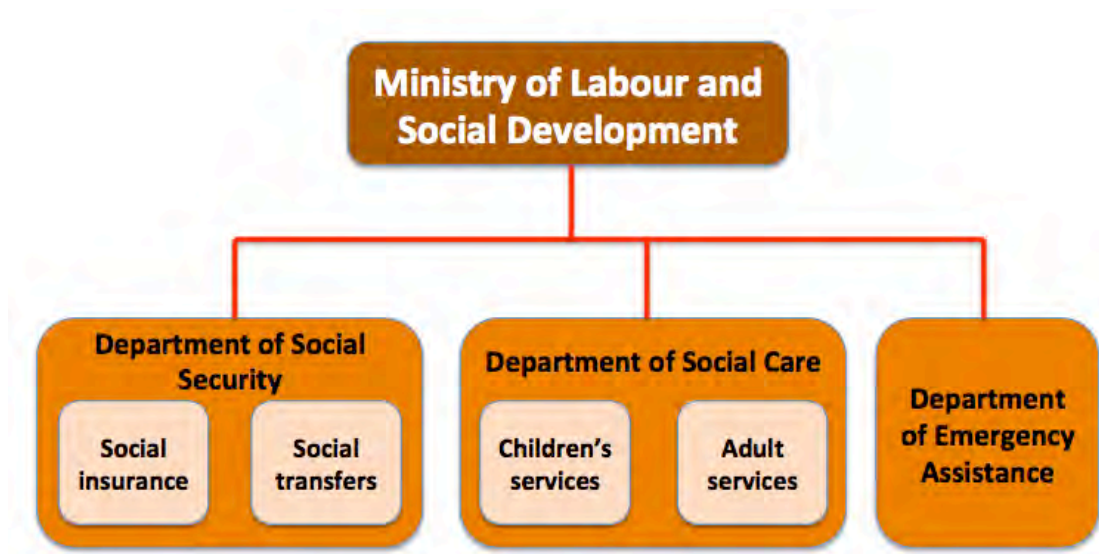 Ministry of Labour and
Social Development
Department of Social
Security
Social
insurance
Social
transfers
Department of Social Care
Children's
services
Adult
services
Department
of Emergency
Assistance